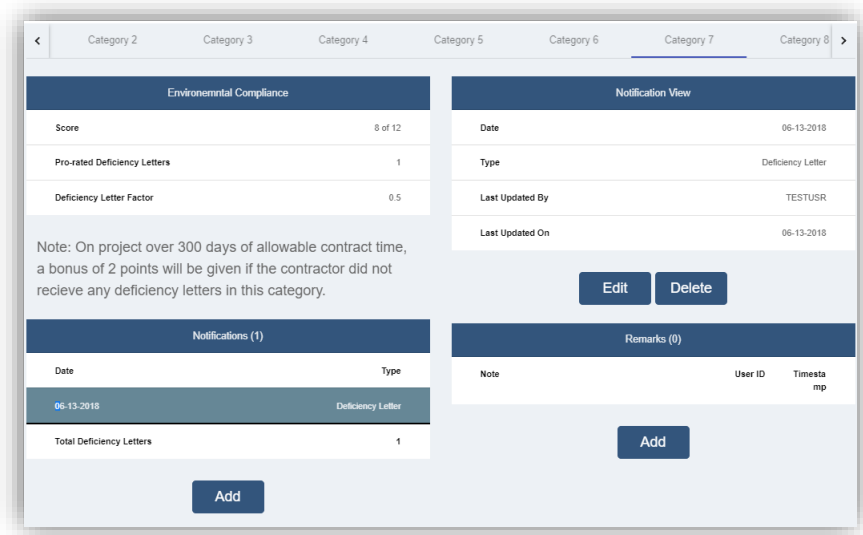 Category 2 Category 3 Category 4 Category 5 Category 6 Category 7 Category 8
Environemntal Compliance
Score 8 of 12
Pro-rated Deficiency Letters 1
Deficiency Letter Factor 0.5
Note: On project over 300 days of allowable contract time,
a bonus of 2 points will be given if the contractor did not
recieve any deficiency letters in this category.
Notifications (1)
Date Type
06-13-2018 Deficiency Letter
Total Deficiency Letters 1
Add
Notification View
Date 06-13-2018
Type Deficiency Letter
Last Updated By TESTUSR
Last Updated On 06-13-2018
Edit Delete
Remarks (0)
Note User ID Timesta
mp
Add